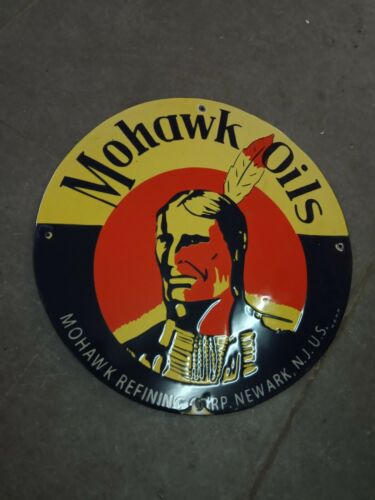 Mohawk Oils
MOHAWK REFINING CORP. NEWARK, N.J. U.S. ....